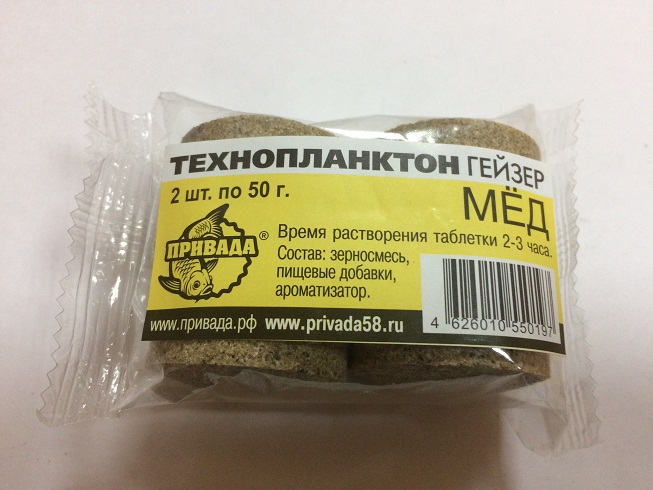 ТЕХНОПЛАНКТОН ГЕЙЗЕР
2 шт. по 50 г.
МЁД
ПРИВАДА®
Время растворения таблетки 2-3 часа.
Состав: зерносмесь,
пищевые добавки,
ароматизатор.
www.привада.рф www.privada58.ru
4 626010 550197